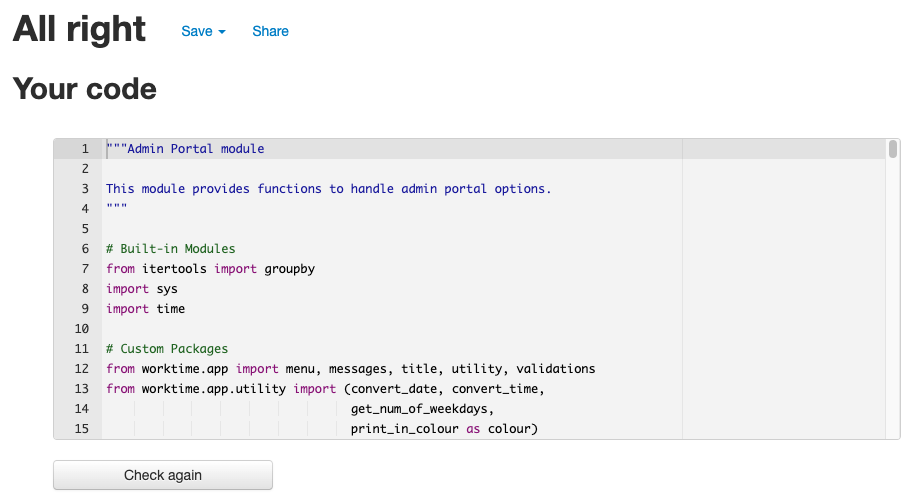 All right Save Share
Your code
1 """Admin Portal module
2
3 This module provides functions to handle admin portal options.
4 """
5
6 # Built-in Modules
7 from itertools import groupby
8 import sys
9 import time
10
11 # Custom Packages
12 from worktime.app import menu, messages, title, utility, validations
13 from worktime.app.utility import (convert_date, convert_time,
14 get_num_of_weekdays,
15 print_in_colour as colour)
Check again